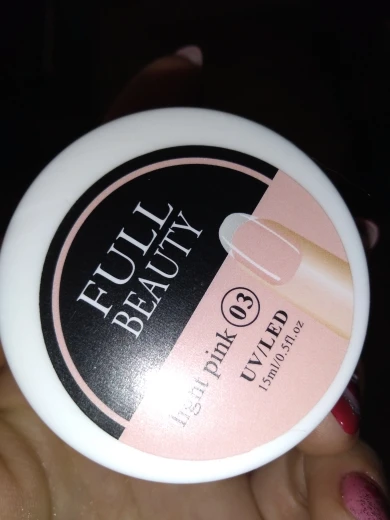 FULL
BEAUTY
light pink 03
UV/LED
15ml/0.5fl.oz